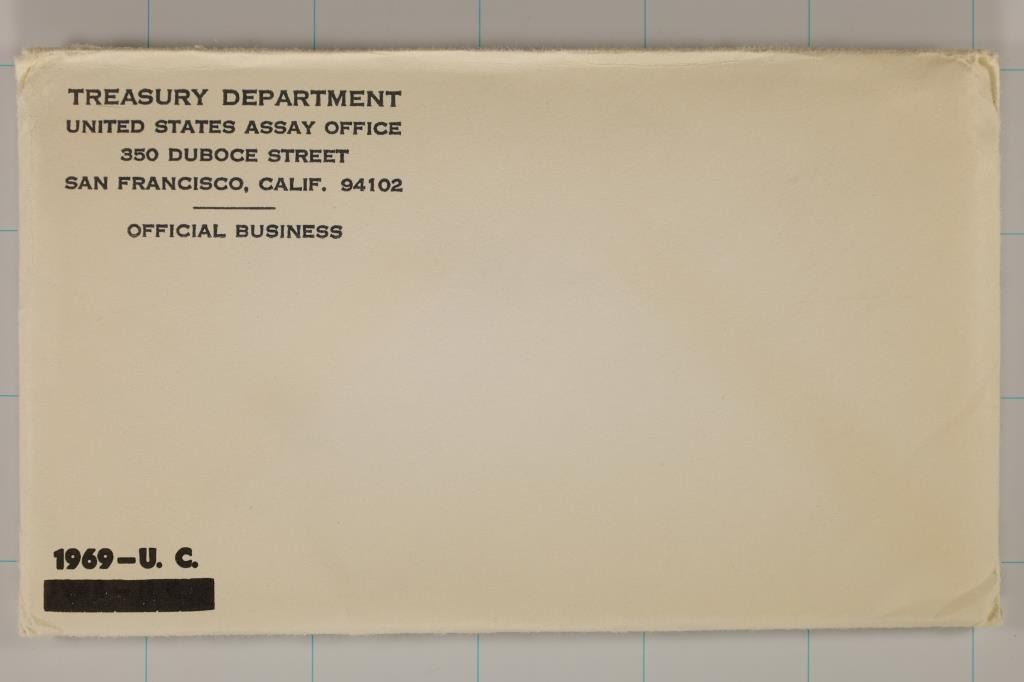 TREASURY DEPARTMENT
UNITED STATES ASSAY OFFICE
350 DUBOCE STREET
SAN FRANCISCO, CALIF. 94102
OFFICIAL BUSINESS
1969-U. C.